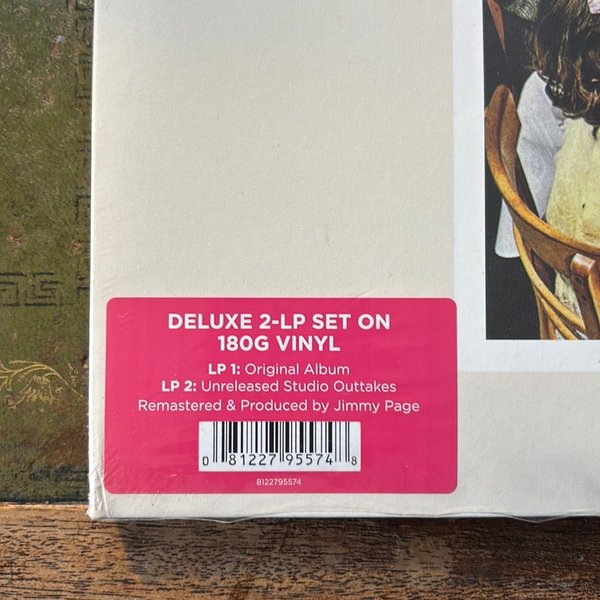 DELUXE 2-LP SET ON
180G VINYL
LP 1: Original Album
LP 2: Unreleased Studio Outtakes
Remastered & Produced by Jimmy Page
0 81227 95574 8
8122795574